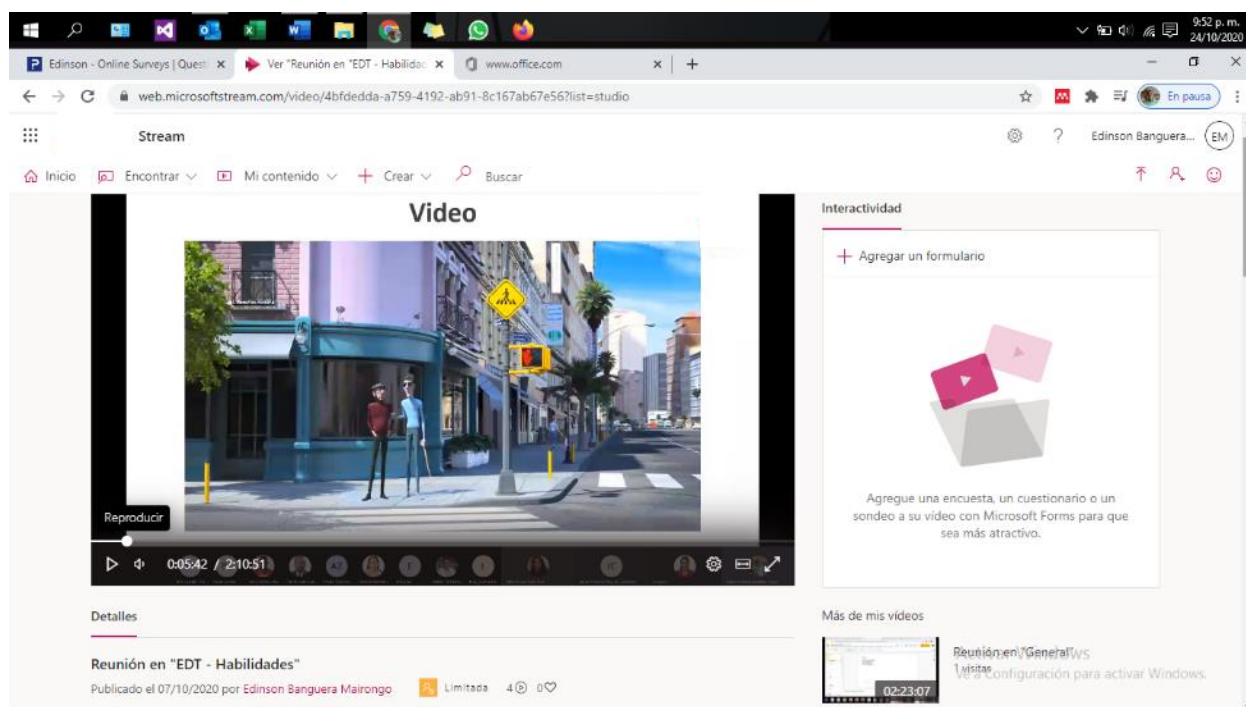 9:52 p. m.
24/10/2020
Edinson - Online Surveys | Quest
Ver "Reunión en "EDT - Habilidad
www.office.com
web.microsoftstream.com/video/4bfdedda-a759-4192-ab91-8c167ab67e56?list=studio
En pausa
Stream
Edinson Banguera... EM
Inicio Encontrar Mi contenido Crear Buscar
Video
Reproducir
0:05:42 / 2:10:51
Interactividad
Agregar un formulario
Agregue una encuesta, un cuestionario o un
sondeo a su vídeo con Microsoft Forms para que
sea más atractivo.
Detalles
Reunión en "EDT - Habilidades"
Publicado el 07/10/2020 por Edinson Banguera Mairongo Limitada 4 0
Más de mis vídeos
02:23:07
Reunión en "General"
1 visitas
Activar Windows
Ve a Configuración para activar Windows.